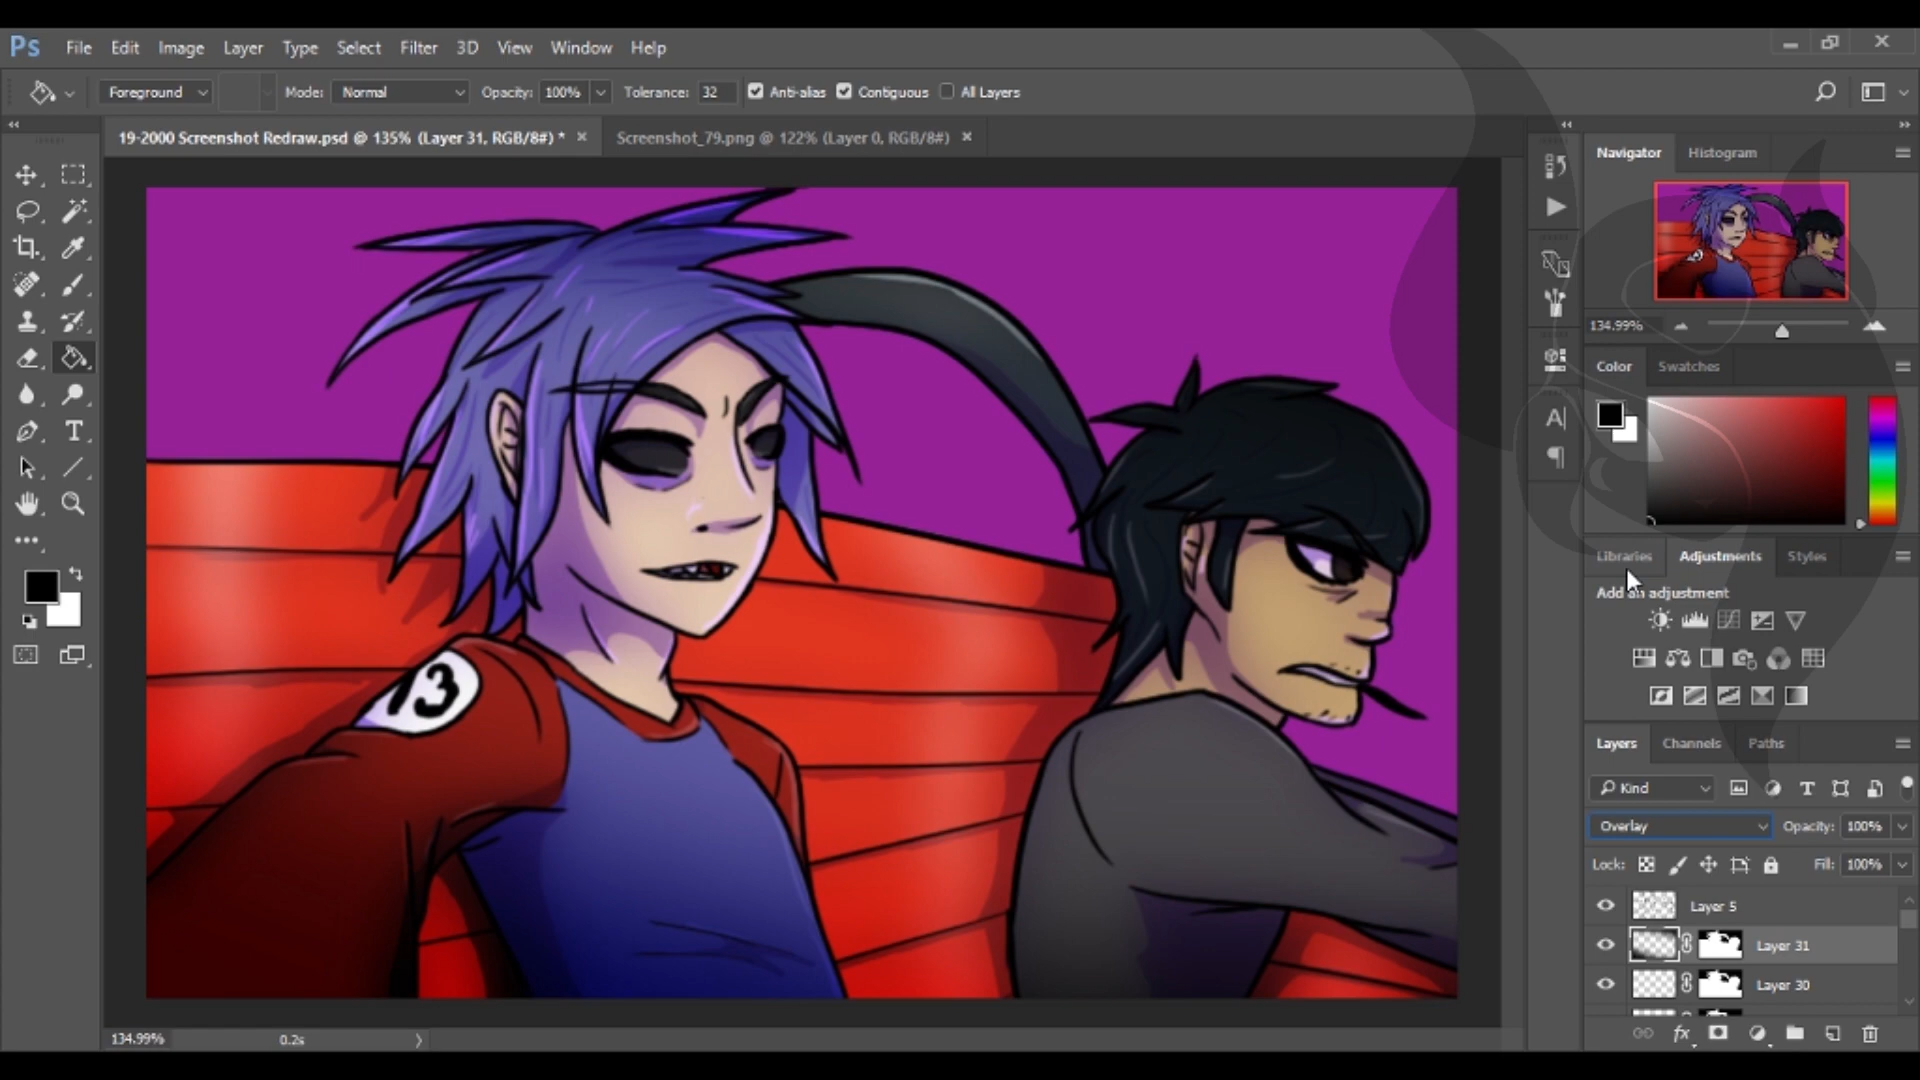 Ps File Edit Image Layer Type Select Filter 3D View Window Help
Foreground Mode: Normal Opacity: 100% Tolerance: 32 Anti-alias Contiguous All Layers
19-2000 Screenshot Redraw.psd @ 135% (Layer 31, RGB/8#) * Screenshot_79.png @ 122% (Layer 0, RGB/8#)
Navigator Histogram
134.99%
Color Swatches
Libraries Adjustments Styles
Add an adjustment
13
Layers Channels Paths
Kind
Overlay Opacity: 100%
Lock: Fill: 100%
Layer 5
Layer 31
Layer 30
134.99% 0.2s